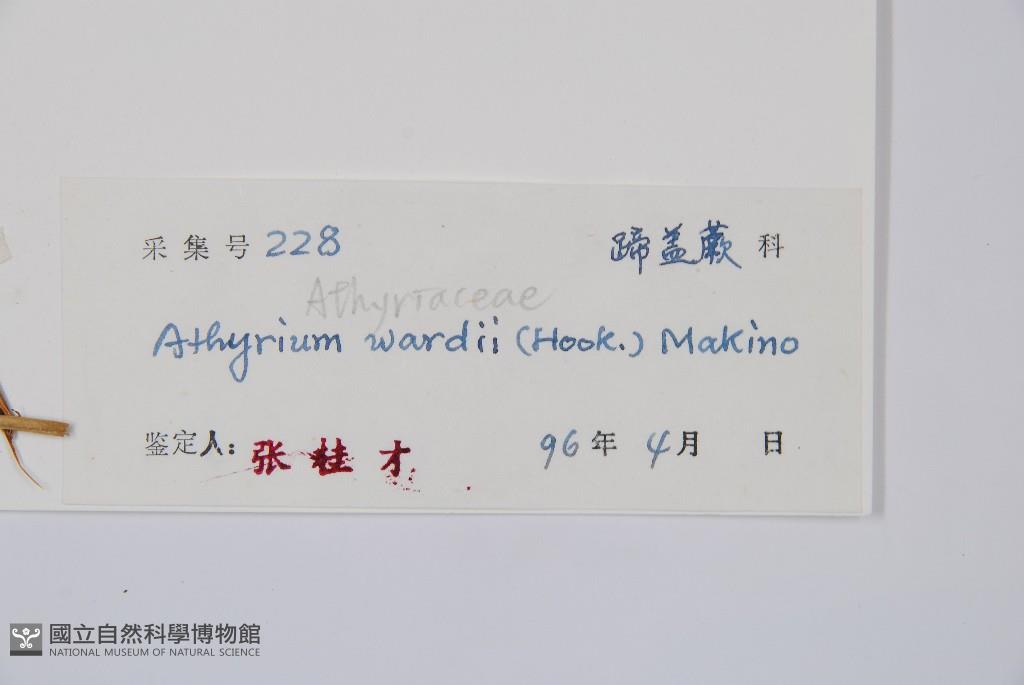 采集号 228 蹄盖蕨 科
Athyriaceae
Athyrium wardii (Hook.) Makino
鉴定人: 张桂才 96 年 4 月 日
國立自然科學博物館
NATIONAL MUSEUM OF NATURAL SCIENCE